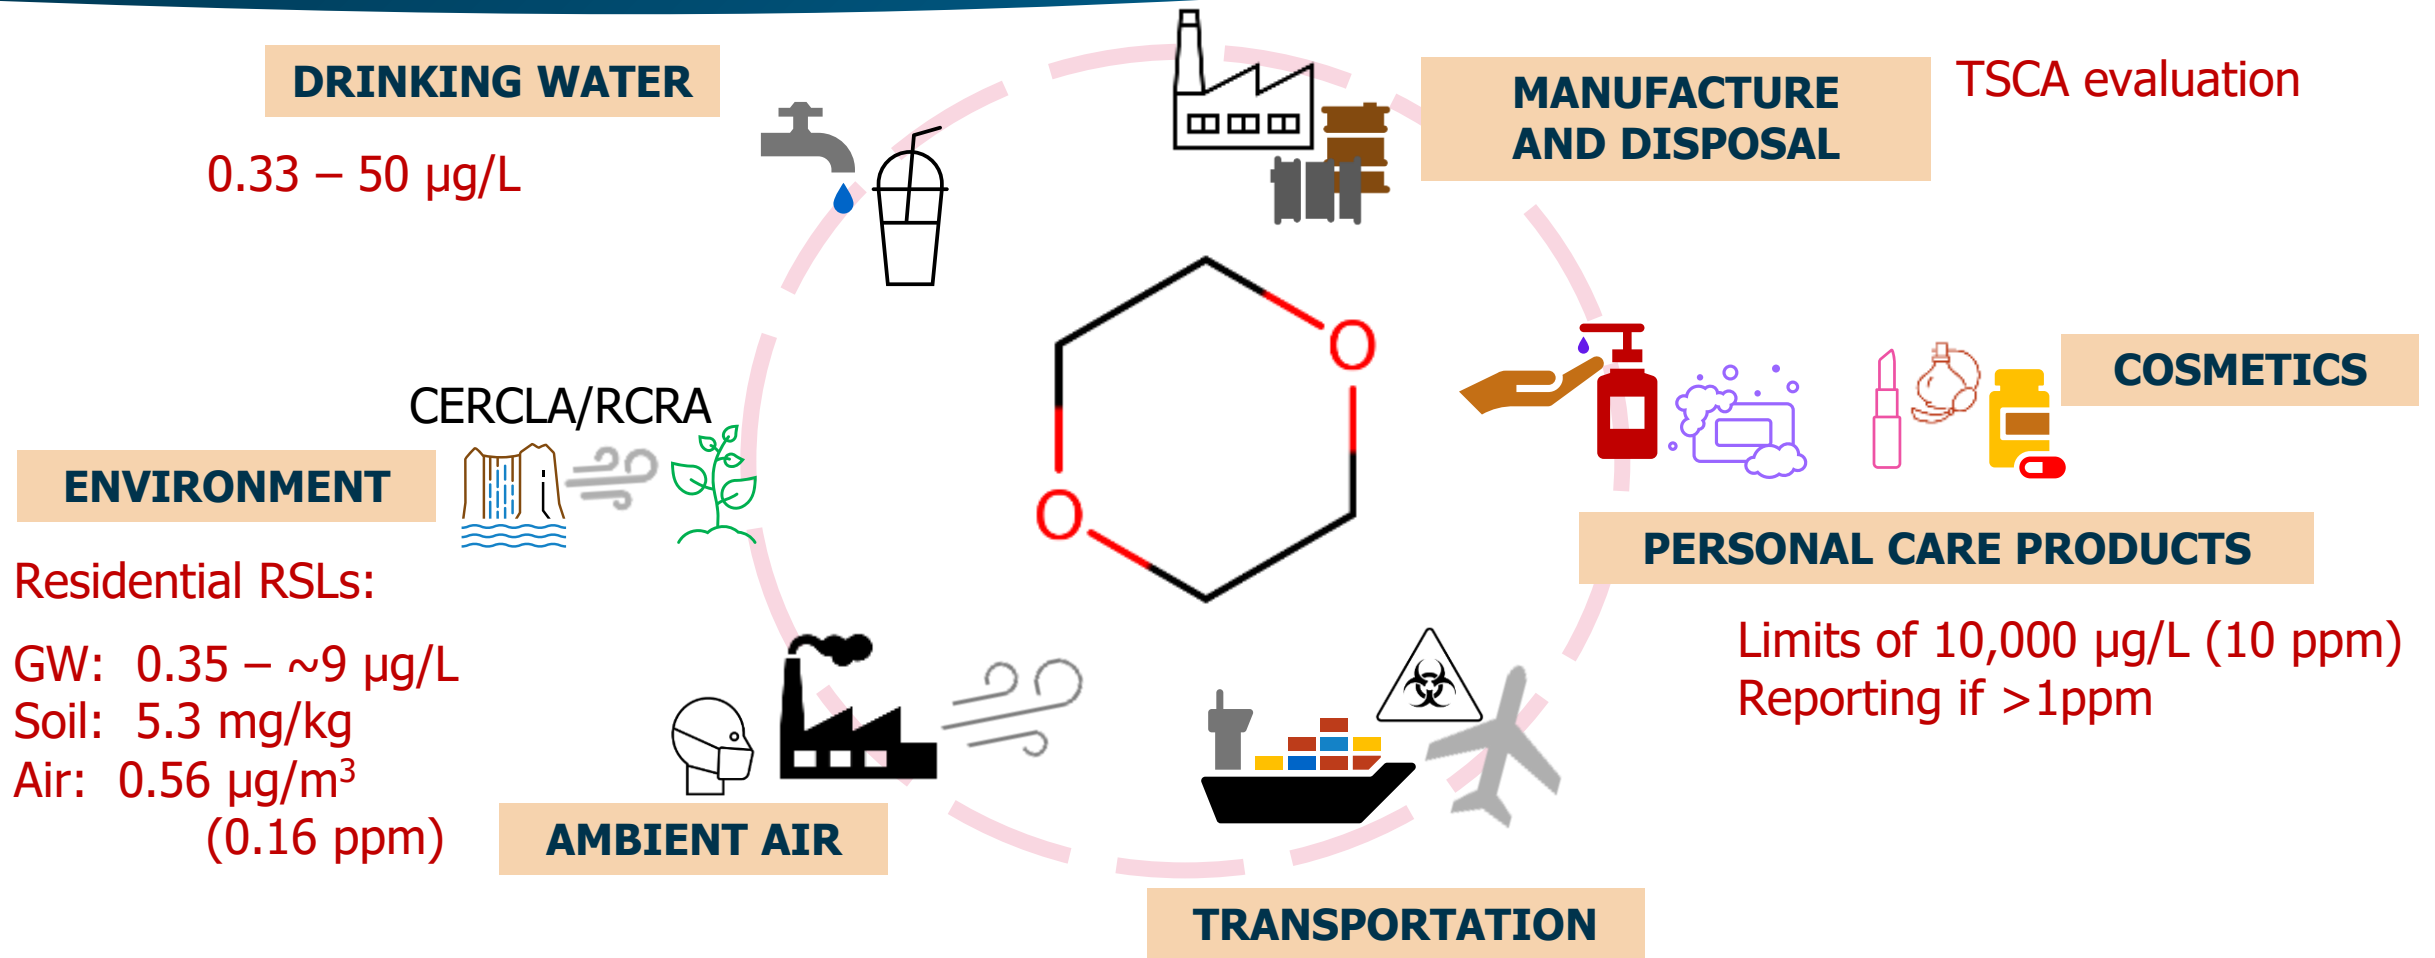 DRINKING WATER
0.33 – 50 µg/L
MANUFACTURE
AND DISPOSAL
TSCA evaluation
COSMETICS
PERSONAL CARE PRODUCTS
Limits of 10,000 µg/L (10 ppm)
Reporting if >1ppm
TRANSPORTATION
AMBIENT AIR
CERCLA/RCRA
ENVIRONMENT
Residential RSLs:
GW: 0.35 – ~9 µg/L
Soil: 5.3 mg/kg
Air: 0.56 µg/m³
(0.16 ppm)
O
O